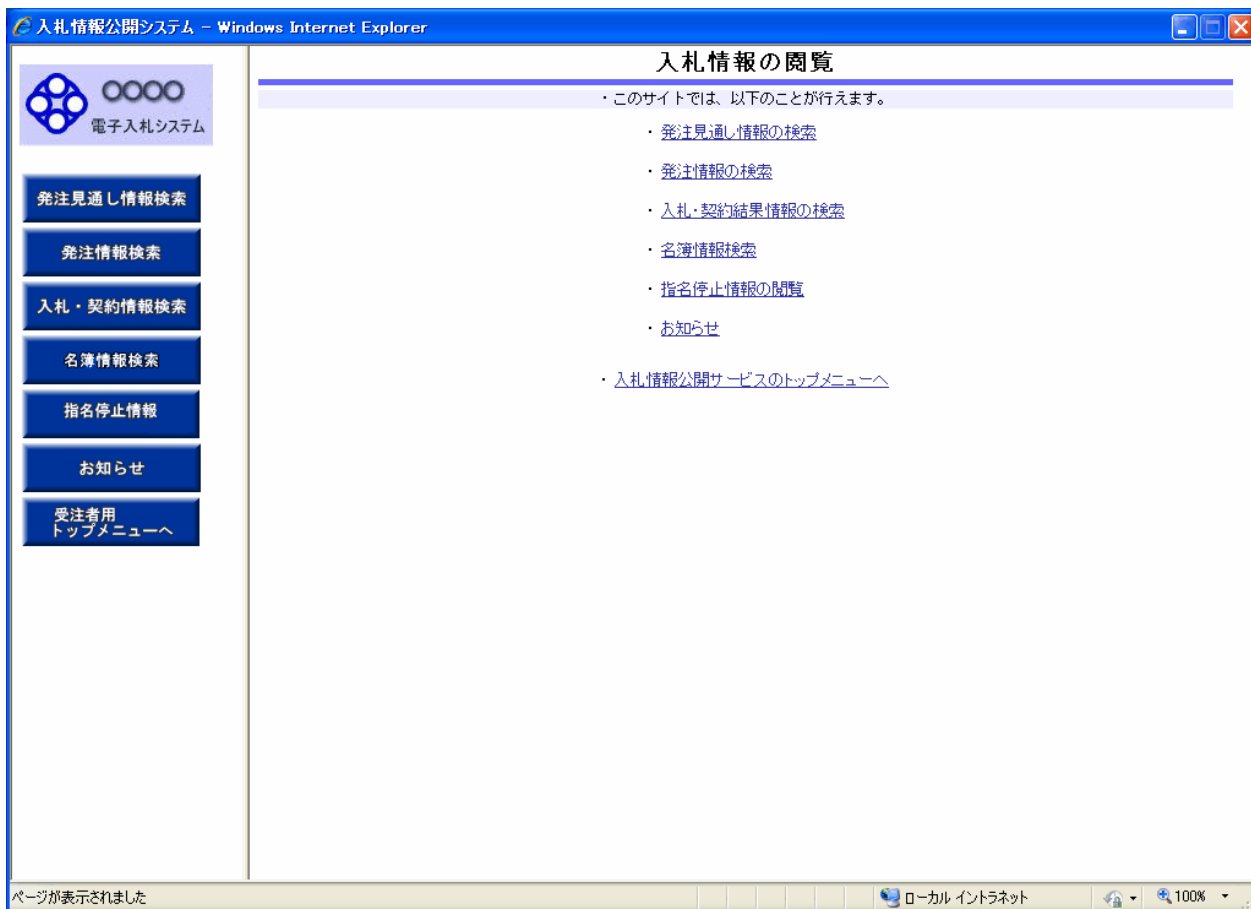 入札情報公開システム - Windows Internet Explorer
○○○○
電子入札システム
発注見通し情報検索
発注情報検索
入札・契約情報検索
名簿情報検索
指名停止情報
お知らせ
受注者用
トップメニューへ
入札情報の閲覧
・このサイトでは、以下のことが行えます。
・発注見通し情報の検索
・発注情報の検索
・入札・契約結果情報の検索
・名簿情報検索
・指名停止情報の閲覧
・お知らせ
・入札情報公開サービスのトップメニューへ
ページが表示されました
ローカル イントラネット
100%